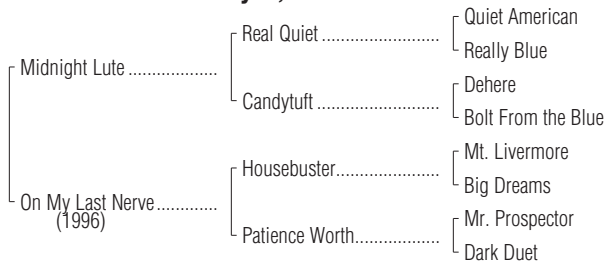 Quiet American
Real Quiet ........................
Really Blue
Midnight Lute ..................
Dehere
Candytuft .........................
Bolt From the Blue
Mt. Livermore
Housebuster.....................
Big Dreams
On My Last Nerve............
(1996)
Mr. Prospector
Patience Worth.................
Dark Duet